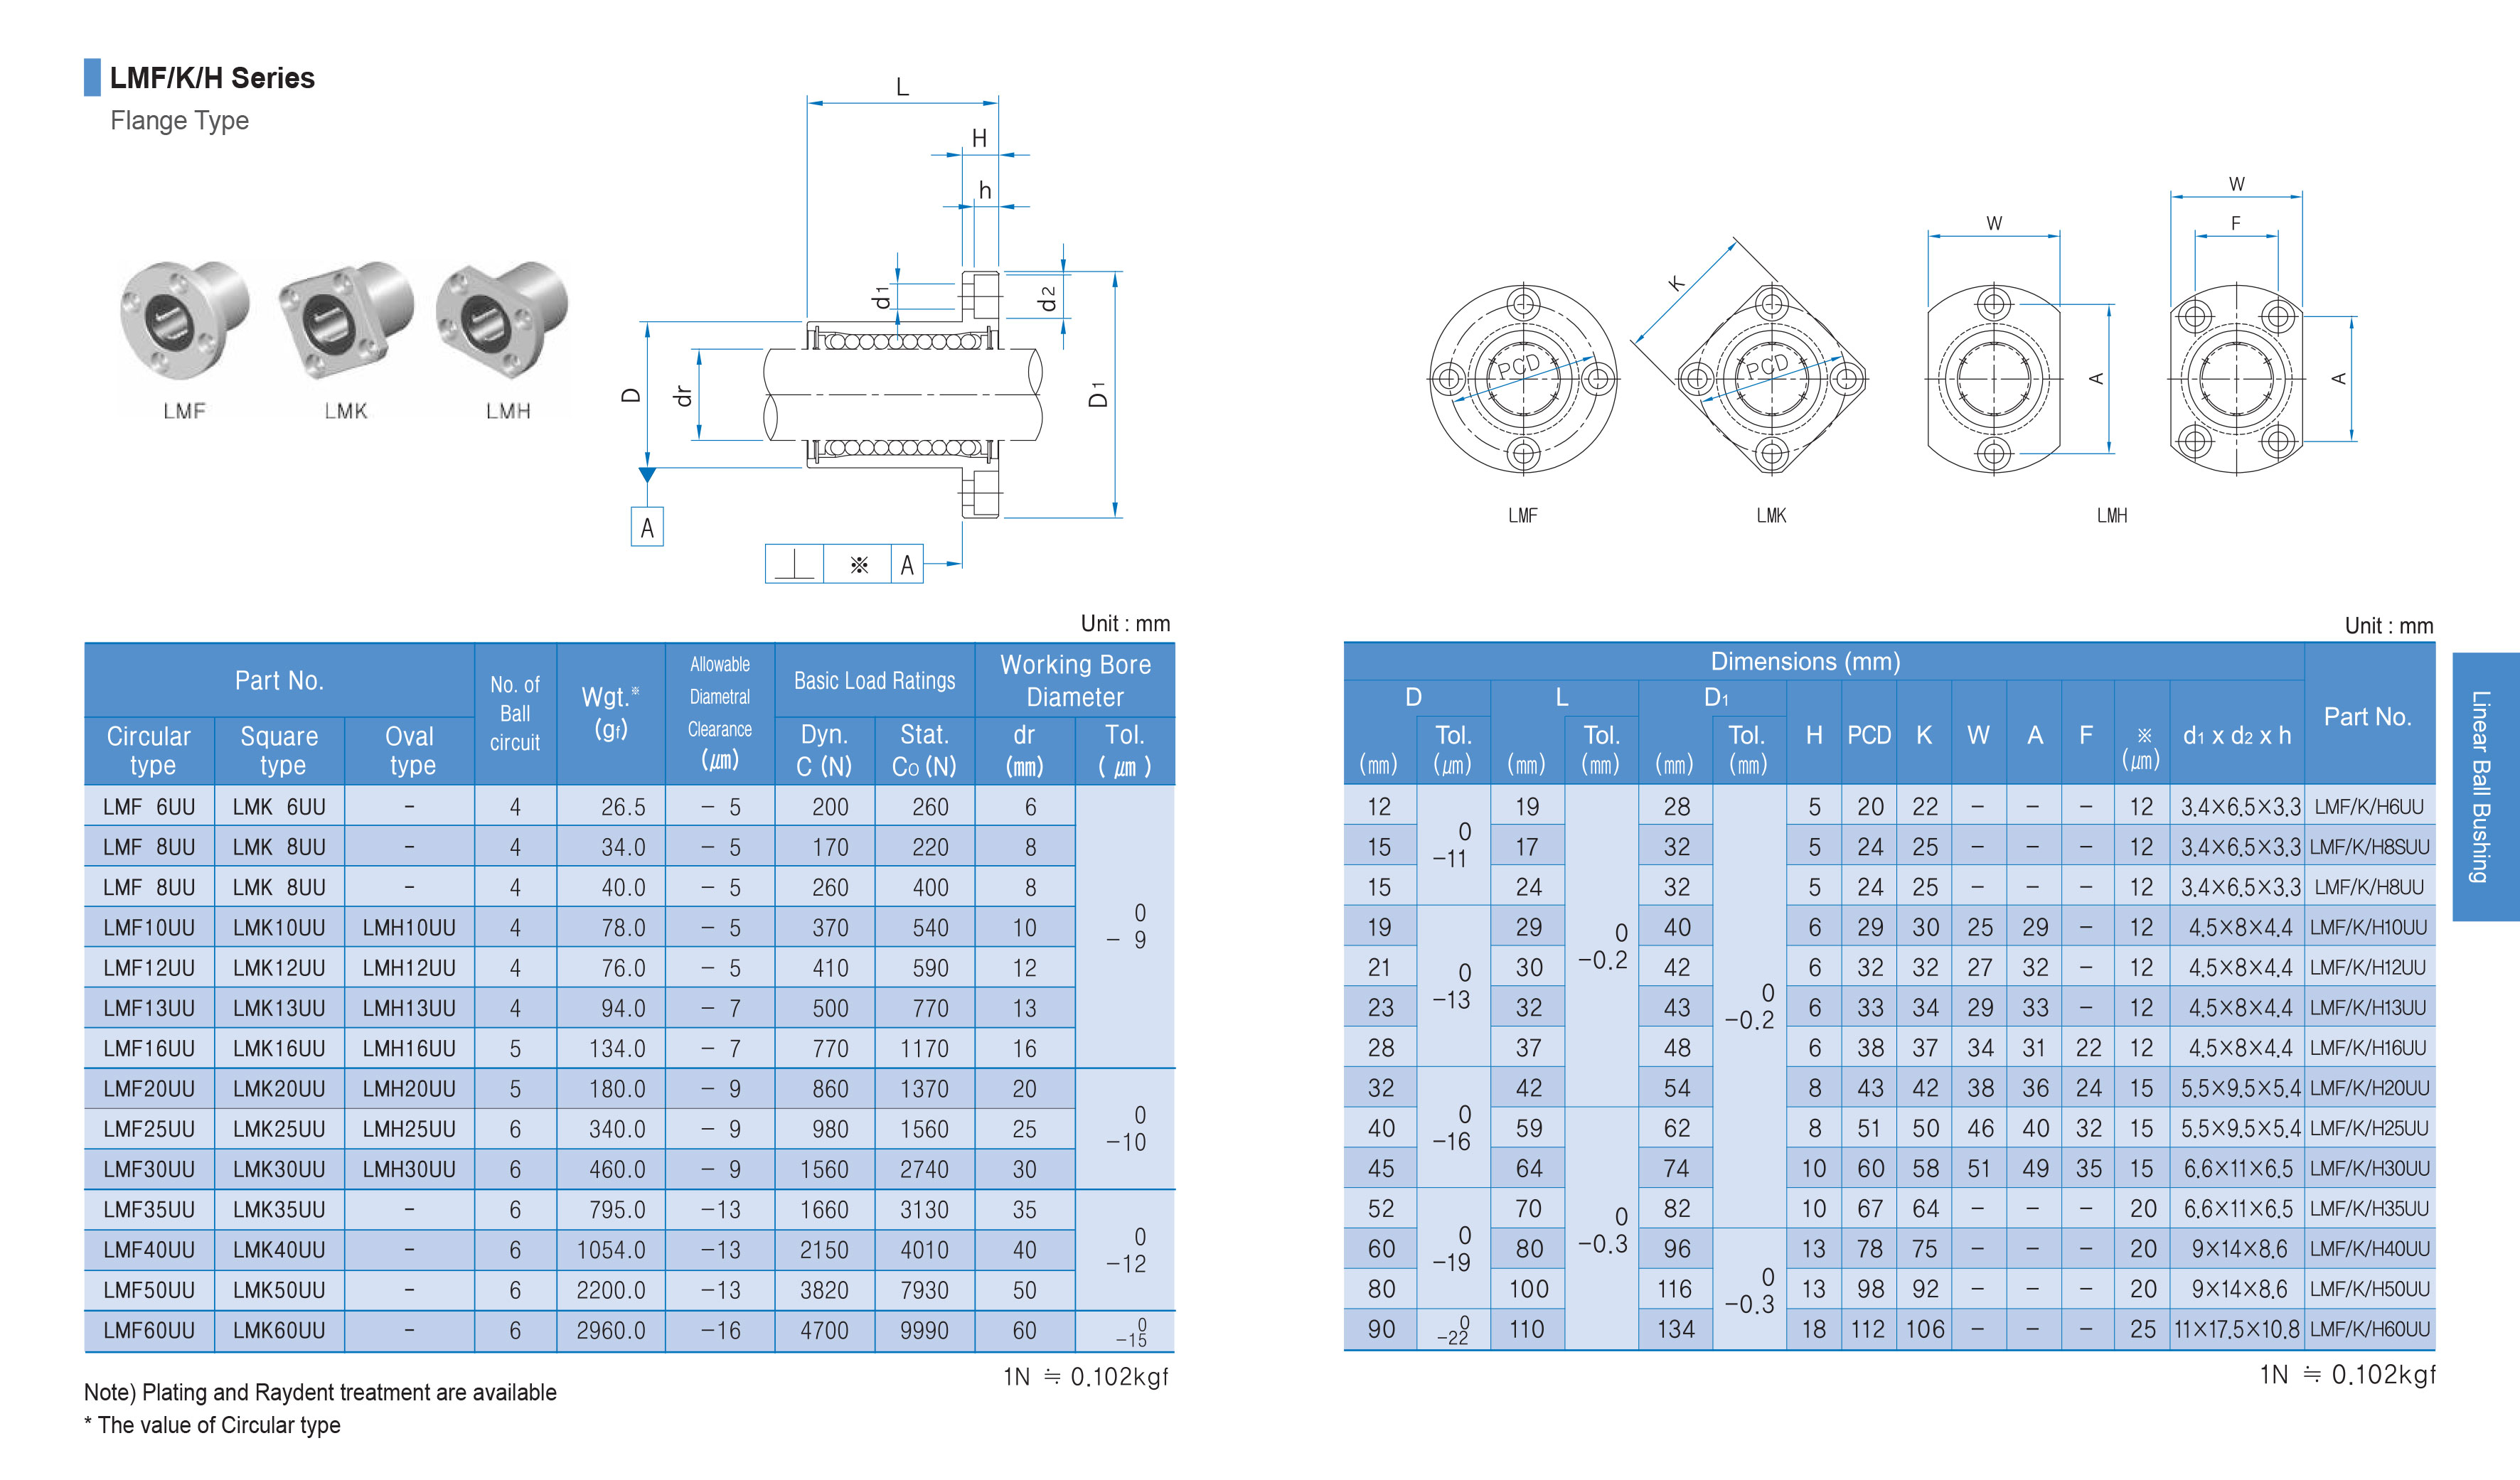 LMF/K/H Series
Flange Type
LMF LMK LMH
L
H
h
d1
d2
D
dr
D1
A
⊥ ※ A
K
PCD
PCD
W
A
W
F
A
LMF LMK LMH
Unit : mm
Part No. No. of Ball circuit Wgt.※ (gf) Allowable Diametral Clearance (㎛) Basic Load Ratings Working Bore Diameter
Circular type Square type Oval type Dyn. C (N) Stat. Co (N) dr (mm) Tol. (㎛)
LMF 6UU LMK 6UU - 4 26.5 - 5 200 260 6
LMF 8UU LMK 8UU - 4 34.0 - 5 170 220 8
LMF 8UU LMK 8UU - 4 40.0 - 5 260 400 8
LMF10UU LMK10UU LMH10UU 4 78.0 - 5 370 540 10 0 - 9
LMF12UU LMK12UU LMH12UU 4 76.0 - 5 410 590 12
LMF13UU LMK13UU LMH13UU 4 94.0 - 7 500 770 13
LMF16UU LMK16UU LMH16UU 5 134.0 - 7 770 1170 16
LMF20UU LMK20UU LMH20UU 5 180.0 - 9 860 1370 20
LMF25UU LMK25UU LMH25UU 6 340.0 - 9 980 1560 25 0 -10
LMF30UU LMK30UU LMH30UU 6 460.0 - 9 1560 2740 30
LMF35UU LMK35UU - 6 795.0 -13 1660 3130 35
LMF40UU LMK40UU - 6 1054.0 -13 2150 4010 40 0 -12
LMF50UU LMK50UU - 6 2200.0 -13 3820 7930 50
LMF60UU LMK60UU - 6 2960.0 -16 4700 9990 60 0 -15
1N ≒ 0.102kgf
Note) Plating and Raydent treatment are available
* The value of Circular type
Unit : mm
Dimensions (mm) Part No.
D L D1 H PCD K W A F ※ (㎛) d1 x d2 x h
(mm) Tol. (㎛) (mm) Tol. (mm) (mm) Tol. (mm)
12 19 28 5 20 22 - - - 12 3.4×6.5×3.3 LMF/K/H6UU
15 0 -11 17 32 5 24 25 - - - 12 3.4×6.5×3.3 LMF/K/H8SUU
15 24 32 5 24 25 - - - 12 3.4×6.5×3.3 LMF/K/H8UU
19 29 0 -0.2 40 6 29 30 25 29 - 12 4.5×8×4.4 LMF/K/H10UU
21 0 -13 30 42 6 32 32 27 32 - 12 4.5×8×4.4 LMF/K/H12UU
23 32 43 0 -0.2 6 33 34 29 33 - 12 4.5×8×4.4 LMF/K/H13UU
28 37 48 6 38 37 34 31 22 12 4.5×8×4.4 LMF/K/H16UU
32 42 54 8 43 42 38 36 24 15 5.5×9.5×5.4 LMF/K/H20UU
40 0 -16 59 62 8 51 50 46 40 32 15 5.5×9.5×5.4 LMF/K/H25UU
45 64 74 10 60 58 51 49 35 15 6.6×11×6.5 LMF/K/H30UU
52 70 82 10 67 64 - - - 20 6.6×11×6.5 LMF/K/H35UU
60 0 -19 80 0 -0.3 96 13 78 75 - - - 20 9×14×8.6 LMF/K/H40UU
80 100 116 0 -0.3 13 98 92 - - - 20 9×14×8.6 LMF/K/H50UU
90 0 -22 110 134 18 112 106 - - - 25 11×17.5×10.8 LMF/K/H60UU
1N ≒ 0.102kgf
Linear Ball Bushing